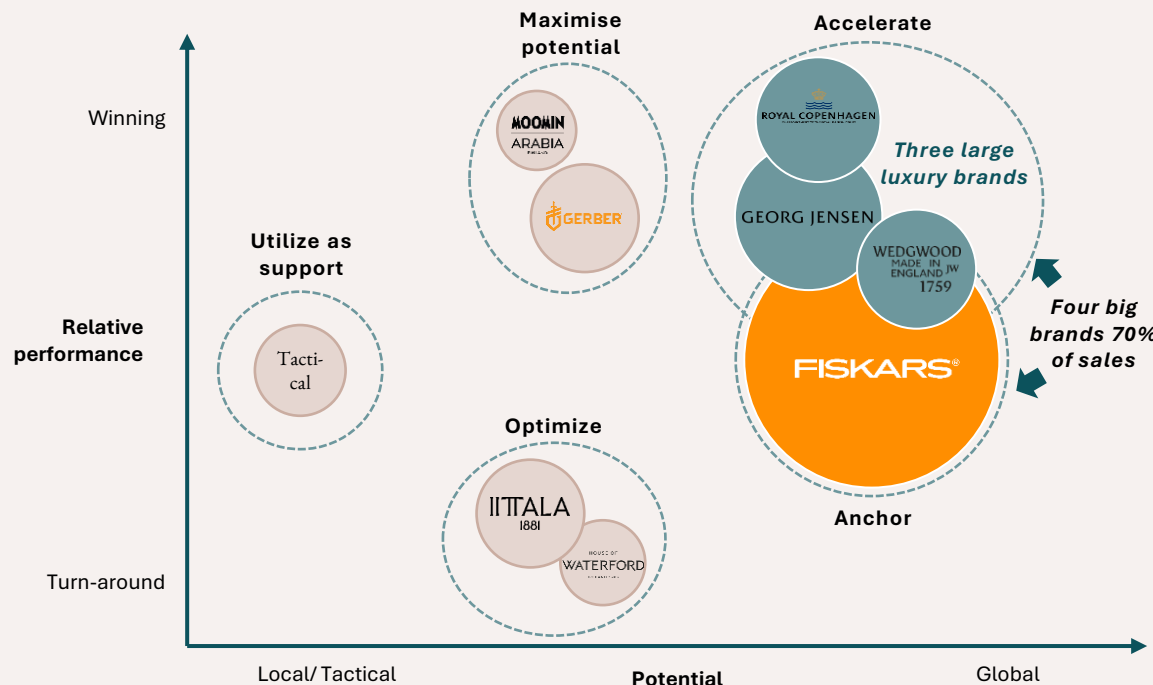 Maximise
potential
Accelerate
Winning
MOOMIN
ARABIA
ROYAL COPENHAGEN
Three large
luxury brands
GERBER
GEORG JENSEN
Utilize as
support
WEDGWOOD
MADE IN
ENGLAND JW
1759
Relative
performance
Four big
brands 70%
of sales
Tacti-
cal
FISKARS®
Optimize
IITTALA
1881
Anchor
HOUSE OF
WATERFORD
Turn-around
Local/ Tactical
Potential
Global